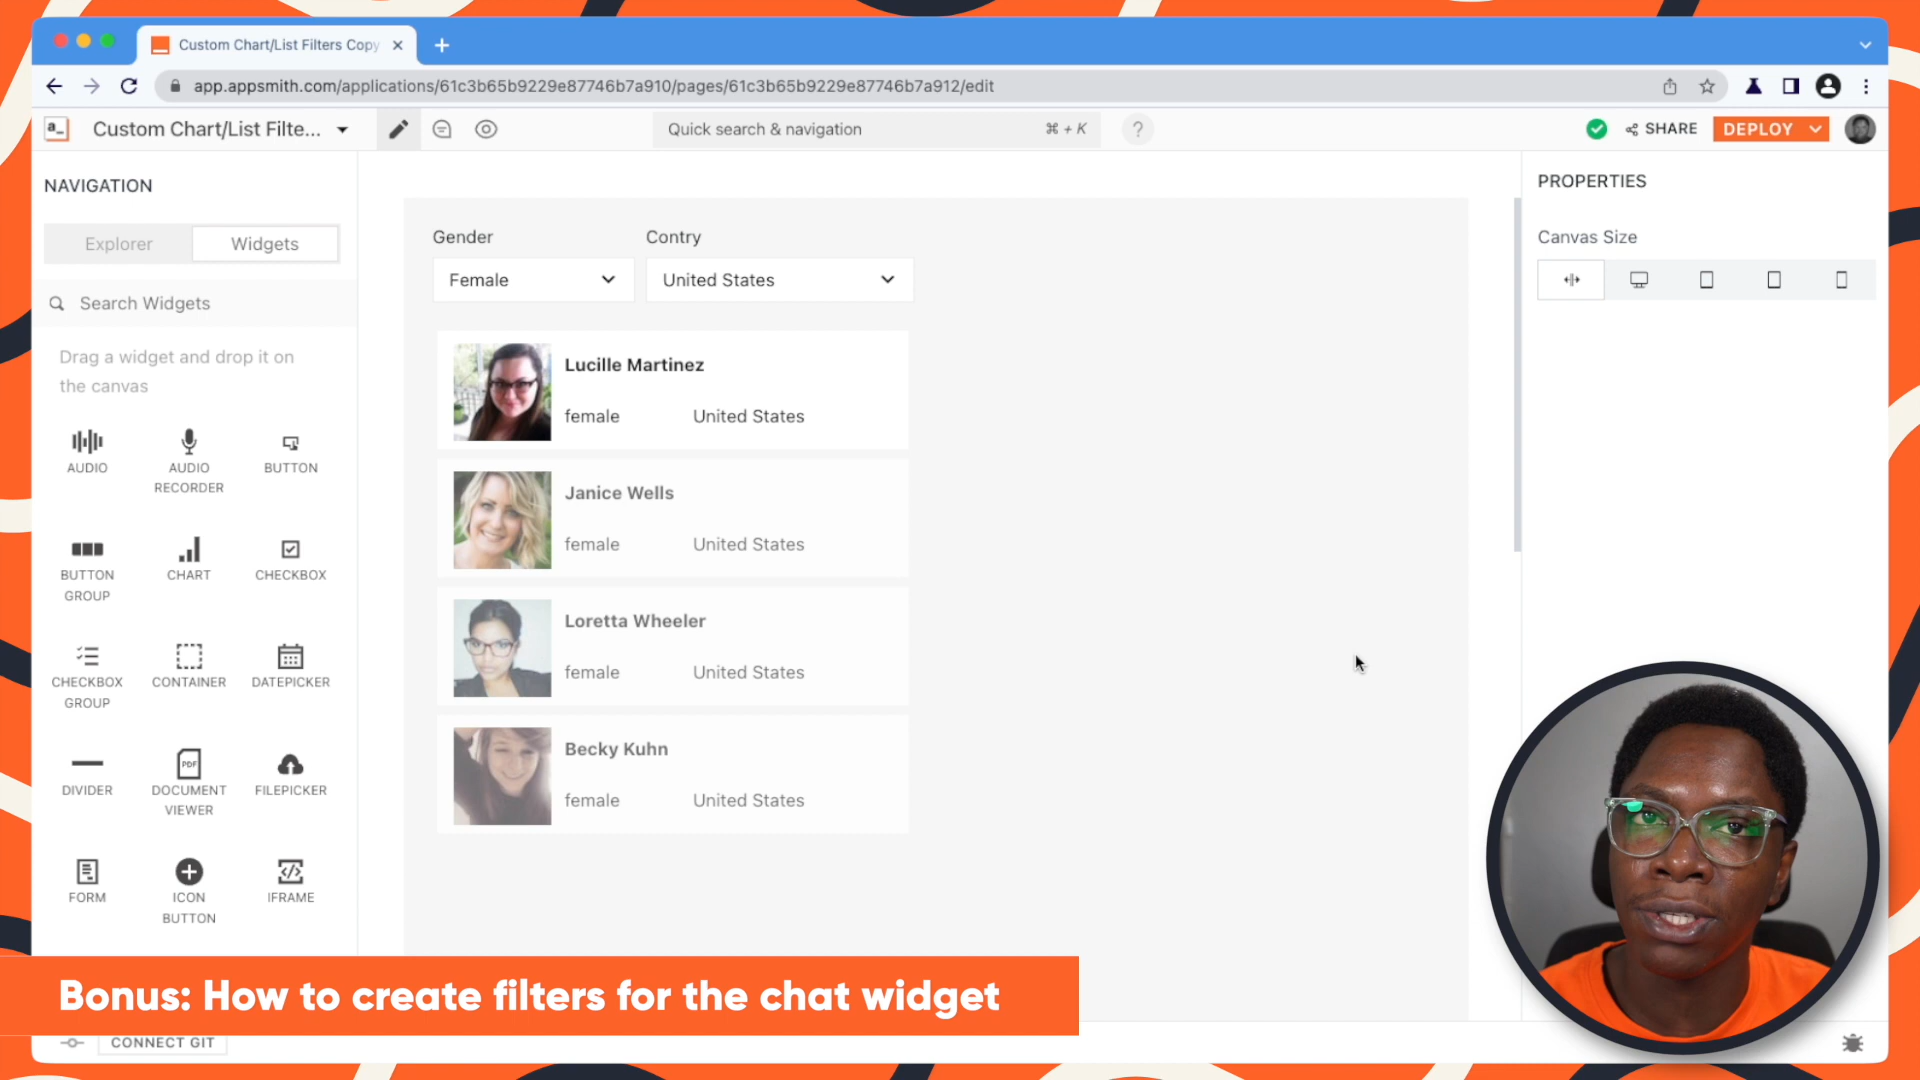 Custom Chart/List Filters Copy
app.appsmith.com/applications/61c3b65b9229e87746b7a910/pages/61c3b65b9229e87746b7a912/edit
a_
Custom Chart/List Filte...
Quick search & navigation
⌘ + K
?
SHARE
DEPLOY
NAVIGATION
Explorer
Widgets
Search Widgets
Drag a widget and drop it on
the canvas
AUDIO
AUDIO
RECORDER
BUTTON
BUTTON
GROUP
CHART
CHECKBOX
CHECKBOX
GROUP
CONTAINER
DATEPICKER
DIVIDER
PDF
DOCUMENT
VIEWER
FILEPICKER
FORM
ICON
BUTTON
IFRAME
Gender
Contry
Female
United States
Lucille Martinez
female
United States
Janice Wells
female
United States
Loretta Wheeler
female
United States
Becky Kuhn
female
United States
PROPERTIES
Canvas Size
Bonus: How to create filters for the chat widget
CONNECT GIT